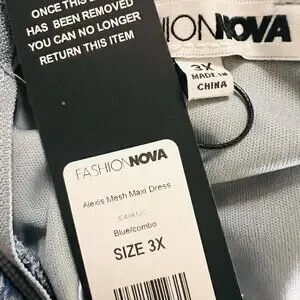 ONCE THIS
HAS BEEN REMOVED
YOU CAN NO LONGER
RETURN THIS ITEM
FASHIONNOVA
3X
MADE IN
CHINA
FASHIONNOVA
Alexis Mesh Maxi Dress
Blue/combo
SIZE 3X